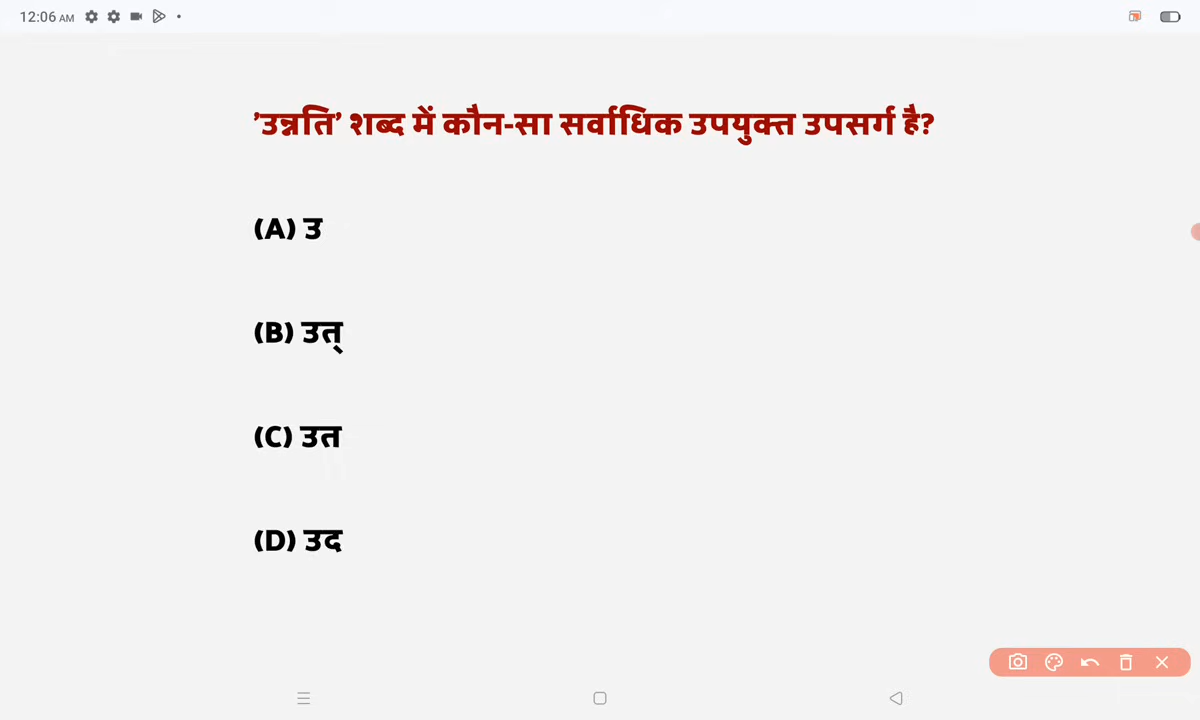 12:06 AM
'उन्नति' शब्द में कौन-सा सर्वाधिक उपयुक्त उपसर्ग है?
(A) उ
(B) उत्
(C) उत
(D) उद